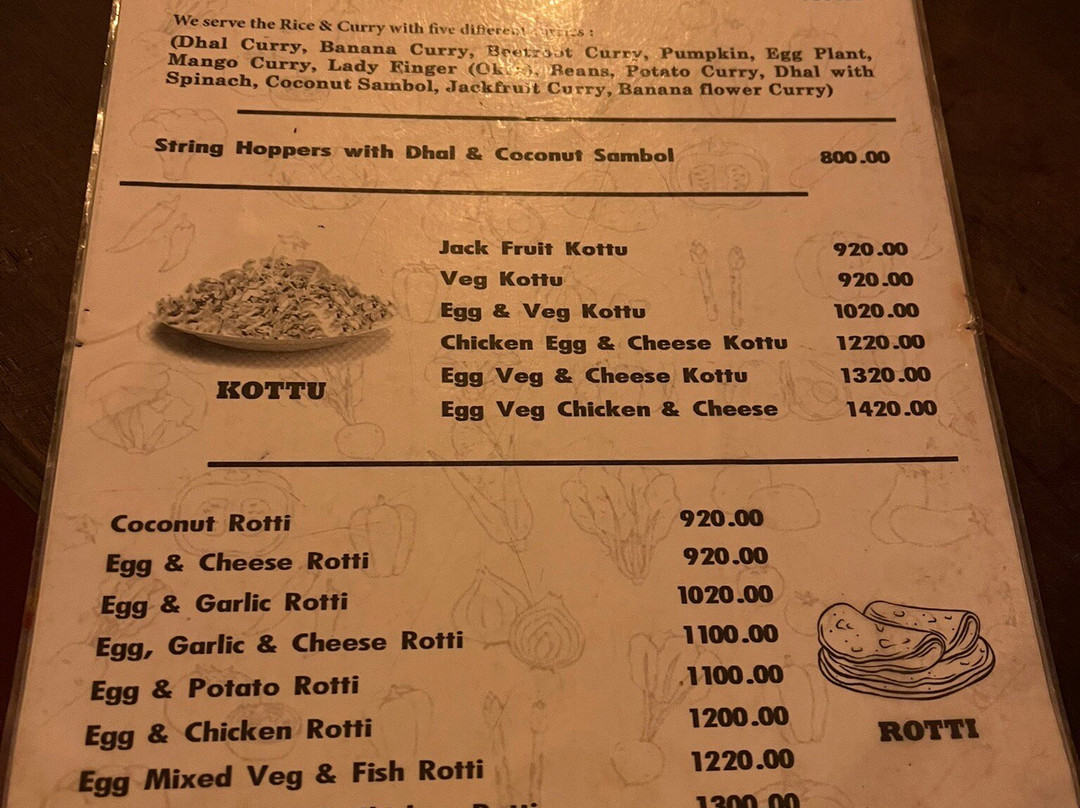 We serve the Rice & Curry with five different :
(Dhal Curry, Banana Curry, Beetroot Curry, Pumpkin, Egg Plant,
Mango Curry, Lady Finger Beans, Potato Curry, Dhal with
Spinach, Coconut Sambol, Jackfruit Curry, Banana flower Curry)
String Hoppers with Dhal & Coconut Sambol 800.00
Jack Fruit Kottu 920.00
Veg Kottu 920.00
Egg & Veg Kottu 1020.00
Chicken Egg & Cheese Kottu 1220.00
Egg Veg & Cheese Kottu 1320.00
Egg Veg Chicken & Cheese 1420.00
KOTTU
Coconut Rotti 920.00
Egg & Cheese Rotti 920.00
Egg & Garlic Rotti 1020.00
Egg, Garlic & Cheese Rotti 1100.00
Egg & Potato Rotti 1100.00
Egg & Chicken Rotti 1200.00
Egg Mixed Veg & Fish Rotti 1220.00
Rotti 1300.00
ROTTI